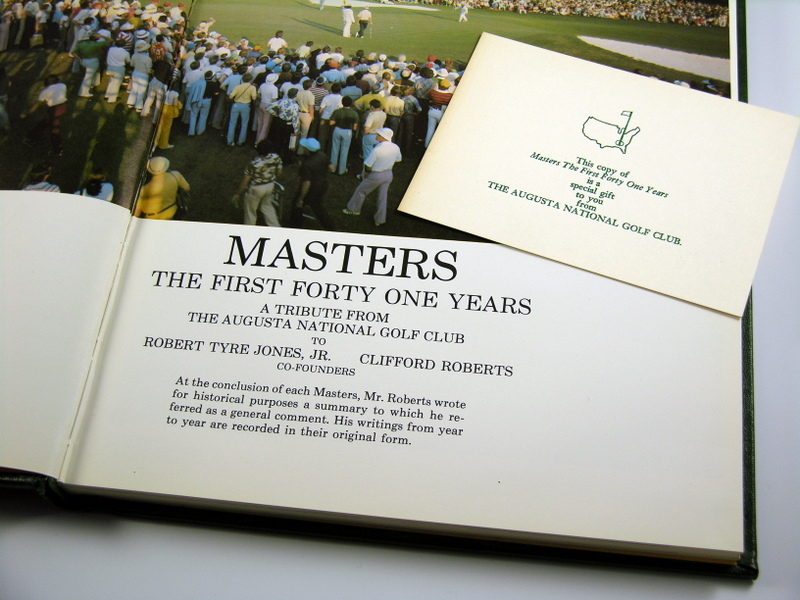 This copy of
Masters The First Forty One Years
is a
special gift
to you
from
THE AUGUSTA NATIONAL GOLF CLUB.
MASTERS
THE FIRST FORTY ONE YEARS
A TRIBUTE FROM
THE AUGUSTA NATIONAL GOLF CLUB
TO
ROBERT TYRE JONES, JR. CLIFFORD ROBERTS
CO-FOUNDERS
At the conclusion of each Masters, Mr. Roberts wrote
for historical purposes a summary to which he re-
ferred as a general comment. His writings from year
to year are recorded in their original form.